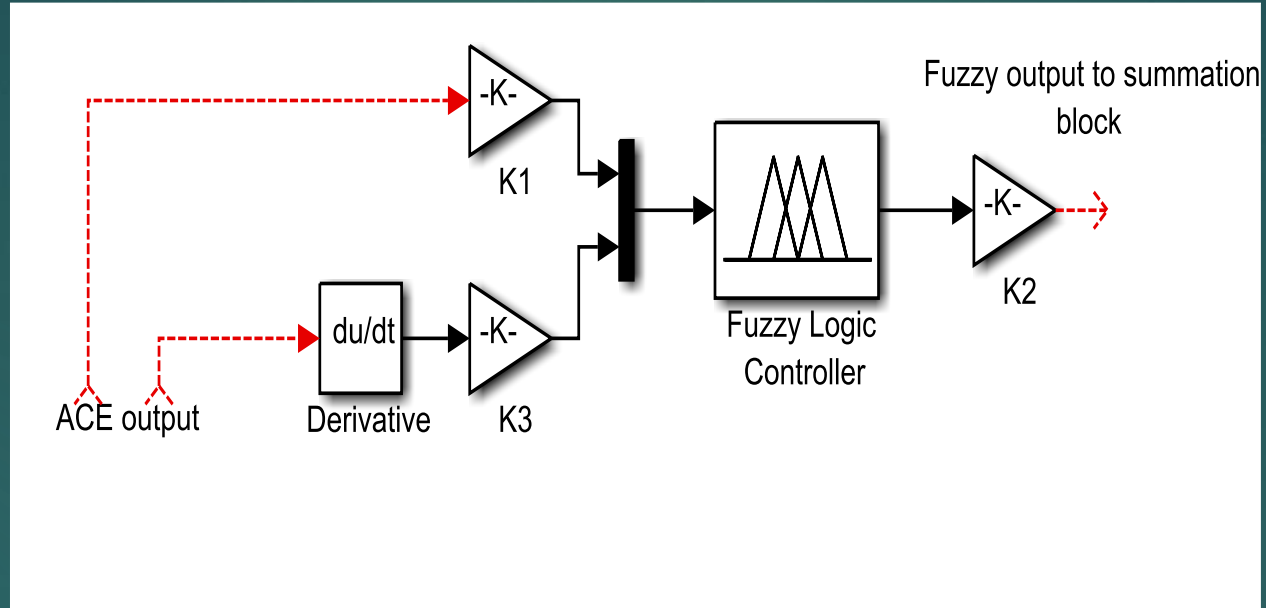 Fuzzy output to summation
block
-K-
K1
-K-
K2
du/dt
-K-
Fuzzy Logic
Controller
ACE output
Derivative
K3